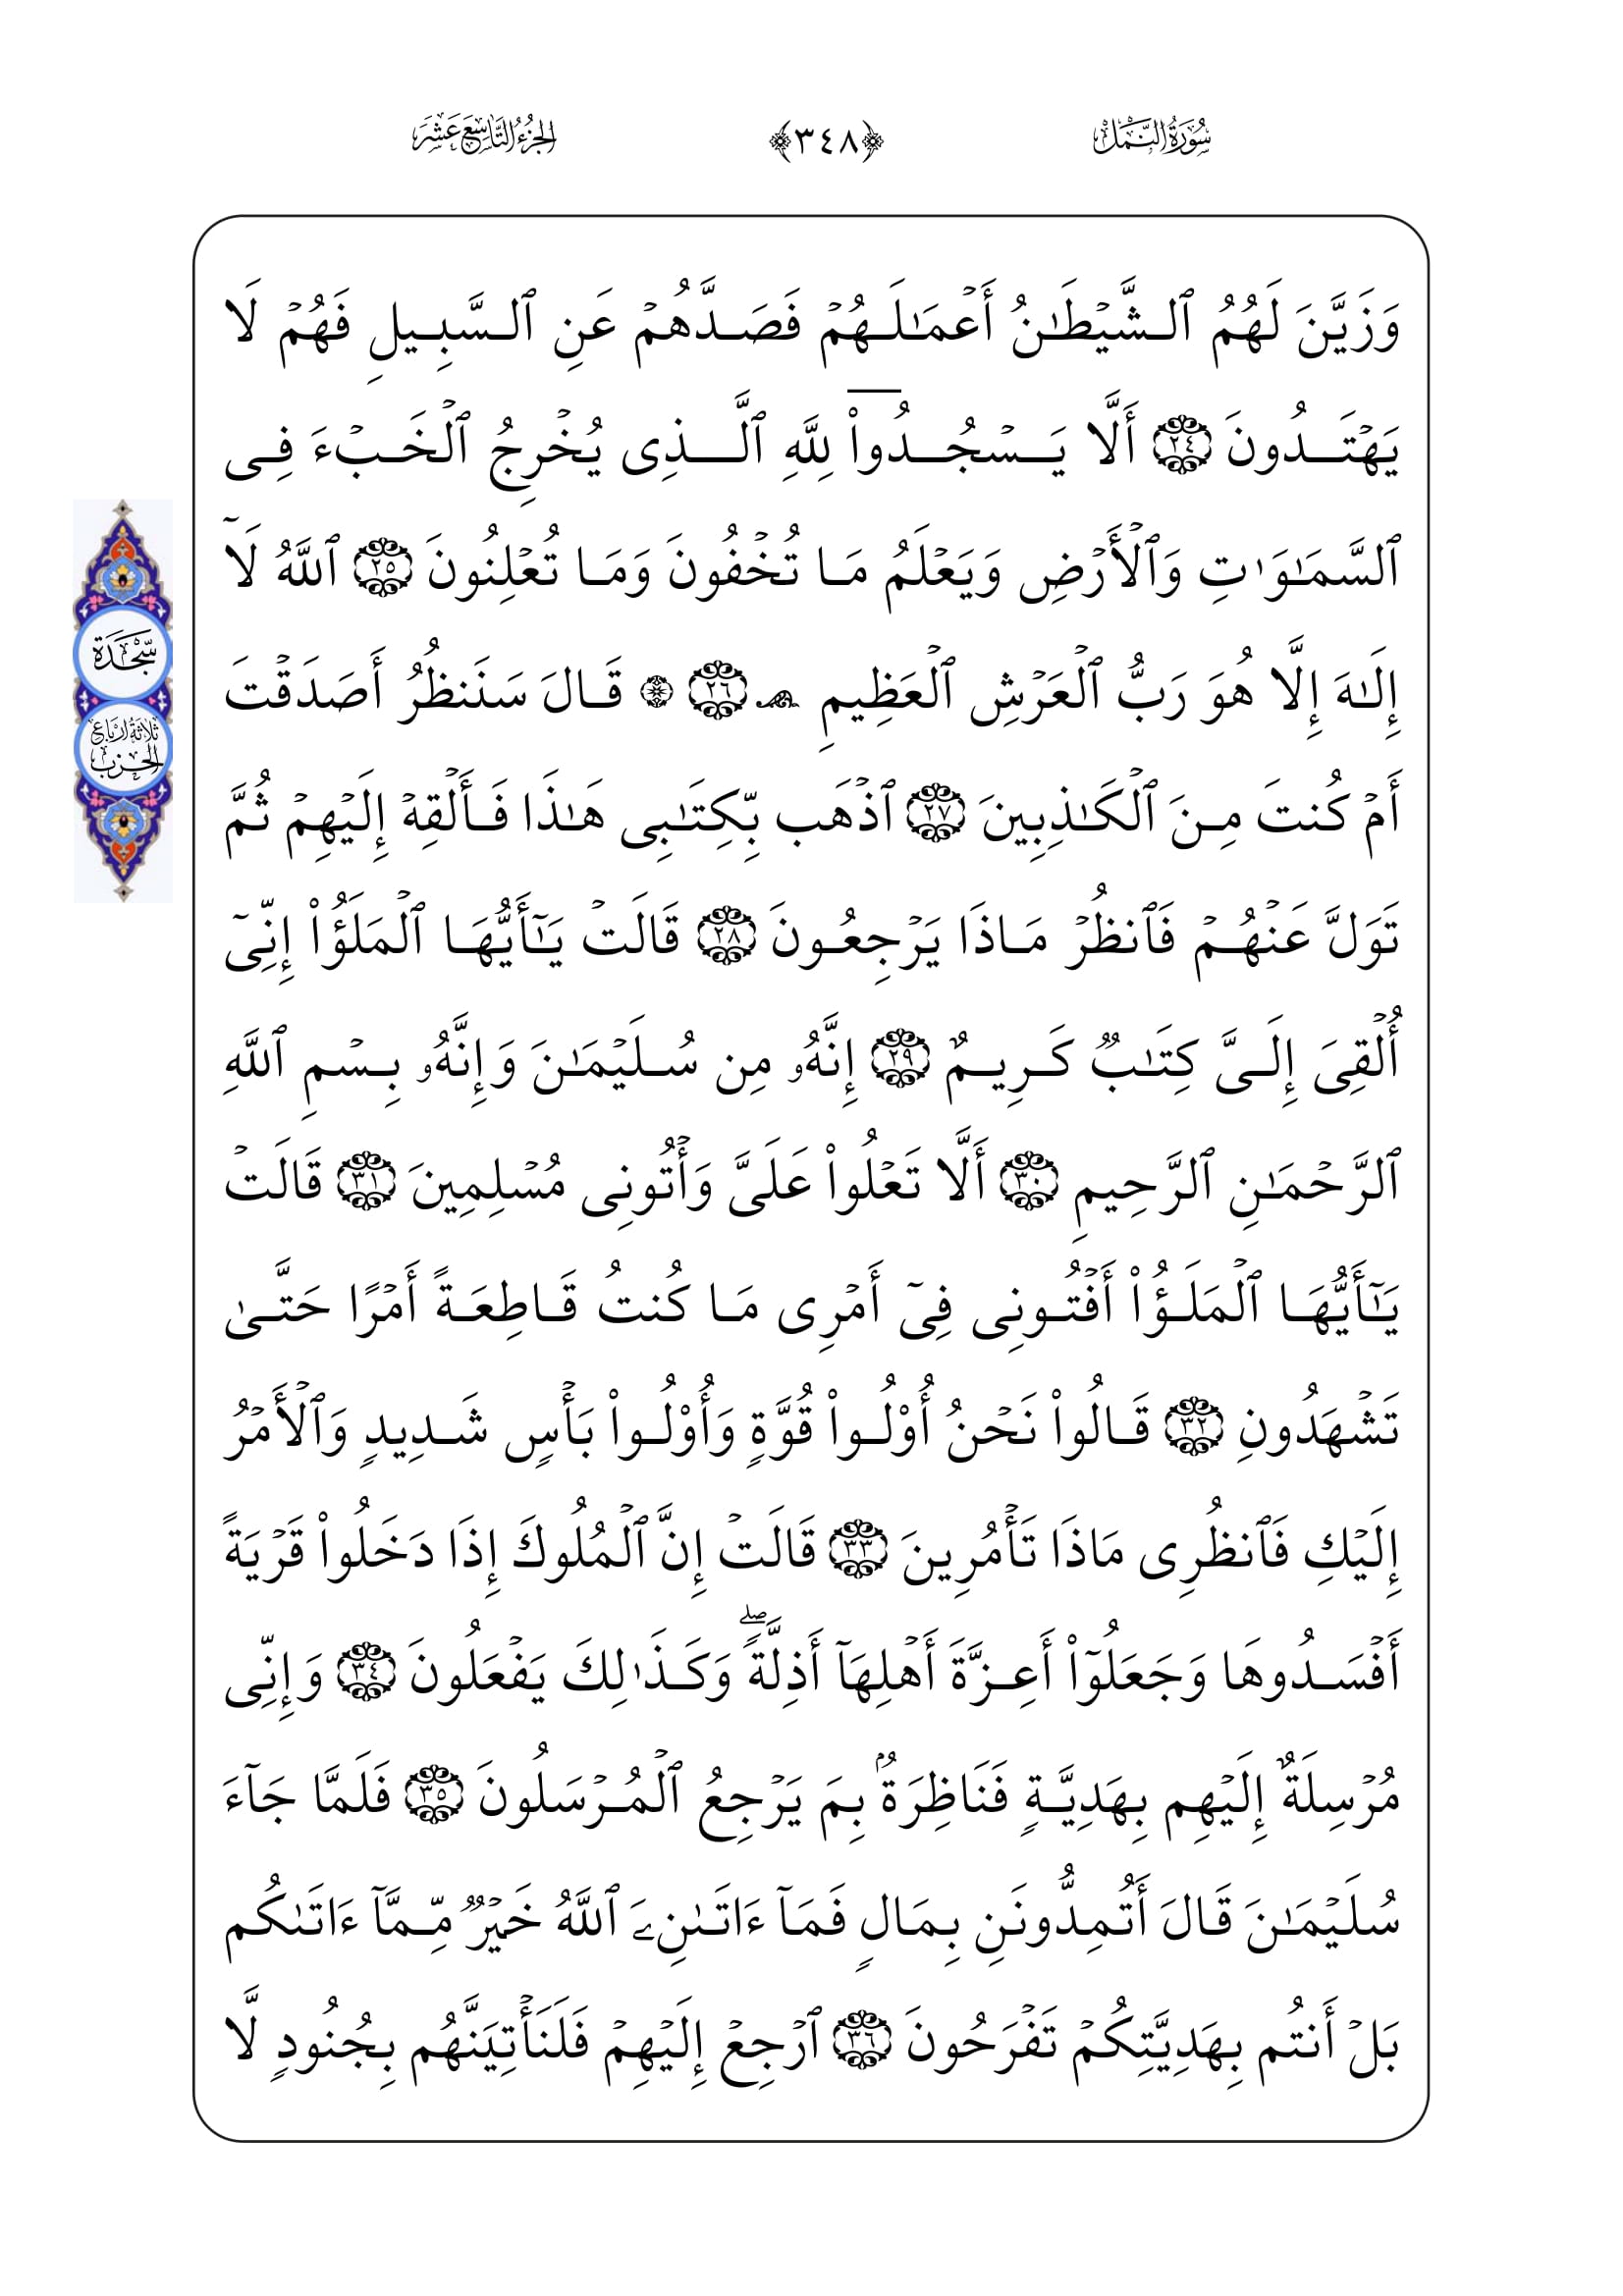 سُورَةُ النَّمْلِ ﴿٣٤٨﴾ الجُزْءُ التَّاسِعَ عَشَرَ
وَزَيَّنَ لَهُمُ ٱلشَّيْطَـٰنُ أَعْمَـٰلَهُمْ فَصَدَّهُمْ عَنِ ٱلسَّبِيلِ فَهُمْ لَا
يَهْتَدُونَ ٢٤ أَلَّا يَسْجُدُوا۟ لِلَّهِ ٱلَّذِى يُخْرِجُ ٱلْخَبْءَ فِى
ٱلسَّمَـٰوَٰتِ وَٱلْأَرْضِ وَيَعْلَمُ مَا تُخْفُونَ وَمَا تُعْلِنُونَ ٢٥ ٱللَّهُ لَآ
إِلَـٰهَ إِلَّا هُوَ رَبُّ ٱلْعَرْشِ ٱلْعَظِيمِ ۩ ٢٦ ۞ قَالَ سَنَنظُرُ أَصَدَقْتَ
أَمْ كُنتَ مِنَ ٱلْكَـٰذِبِينَ ٢٧ ٱذْهَب بِّكِتَـٰبِى هَـٰذَا فَأَلْقِهْ إِلَيْهِمْ ثُمَّ
تَوَلَّ عَنْهُمْ فَٱنظُرْ مَاذَا يَرْجِعُونَ ٢٨ قَالَتْ يَـٰٓأَيُّهَا ٱلْمَلَؤُا۟ إِنِّىٓ
أُلْقِىَ إِلَىَّ كِتَـٰبٌ كَرِيمٌ ٢٩ إِنَّهُۥ مِن سُلَيْمَـٰنَ وَإِنَّهُۥ بِسْمِ ٱللَّهِ
ٱلرَّحْمَـٰنِ ٱلرَّحِيمِ ٣٠ أَلَّا تَعْلُوا۟ عَلَىَّ وَأْتُونِى مُسْلِمِينَ ٣١ قَالَتْ
يَـٰٓأَيُّهَا ٱلْمَلَؤُا۟ أَفْتُونِى فِىٓ أَمْرِى مَا كُنتُ قَاطِعَةً أَمْرًا حَتَّىٰ
تَشْهَدُونِ ٣٢ قَالُوا۟ نَحْنُ أُو۟لُوا۟ قُوَّةٍ وَأُو۟لُوا۟ بَأْسٍ شَدِيدٍ وَٱلْأَمْرُ
إِلَيْكِ فَٱنظُرِى مَاذَا تَأْمُرِينَ ٣٣ قَالَتْ إِنَّ ٱلْمُلُوكَ إِذَا دَخَلُوا۟ قَرْيَةً
أَفْسَدُوهَا وَجَعَلُوٓا۟ أَعِزَّةَ أَهْلِهَآ أَذِلَّةً ۖ وَكَذَٰلِكَ يَفْعَلُونَ ٣٤ وَإِنِّى
مُرْسِلَةٌ إِلَيْهِم بِهَدِيَّةٍ فَنَاظِرَةٌۢ بِمَ يَرْجِعُ ٱلْمُرْسَلُونَ ٣٥ فَلَمَّا جَآءَ
سُلَيْمَـٰنَ قَالَ أَتُمِدُّونَنِ بِمَالٍ فَمَآ ءَاتَىٰنِۦَ ٱللَّهُ خَيْرٌ مِّمَّآ ءَاتَىٰكُم
بَلْ أَنتُم بِهَدِيَّتِكُمْ تَفْرَحُونَ ٣٦ ٱرْجِعْ إِلَيْهِمْ فَلَنَأْتِيَنَّهُم بِجُنُودٍ لَّا
سَّجْدَة
ثَلَاثَةُ أَرْبَاعِ
الحِزْب